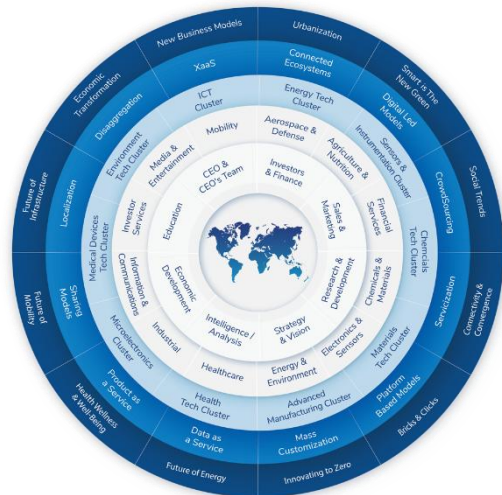 New Business Models
Urbanization
Smart is The
New Green
Social Trends
Connectivity &
Convergence
Bricks & Clicks
Innovating to Zero
Future of Energy
Health Wellness
& Well-Being
Future of
Mobility
Future of
Infrastructure
Economic
Transformation
XaaS
Connected
Ecosystems
Digital Led
Models
CrowdSourcing
Servicization
Platform
Based Models
Mass
Customization
Data as
a Service
Product as
a Service
Sharing
Models
Localization
Disaggregation
ICT
Cluster
Energy Tech
Cluster
Sensors &
Instrumentation Cluster
Chemcials
Tech Cluster
Materials
Tech Cluster
Advanced
Manufacturing Cluster
Health
Tech Cluster
Microelectronics
Cluster
Medical Devices
Tech Cluster
Environment
Tech Cluster
Mobility
Aerospace &
Defense
Agriculture &
Nutrition
Financial
Services
Chemicals &
Materials
Electronics &
Sensors
Energy &
Environment
Healthcare
Industrial
Information &
Communications
Investor
Services
Media &
Entertainment
CEO &
CEO's Team
Investors
& Finance
Sales &
Marketing
Research &
Development
Strategy
& Vision
Intelligence /
Analysis
Economic
Development
Education